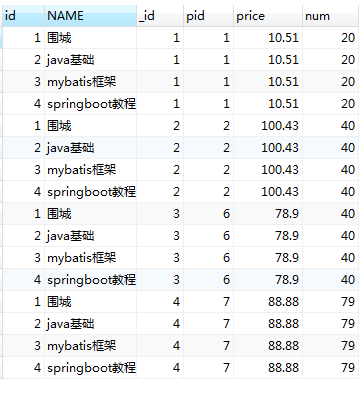 id NAME _id pid price num
1 围城 1 1 10.51 20
2 java基础 1 1 10.51 20
3 mybatis框架 1 1 10.51 20
4 springboot教程 1 1 10.51 20
1 围城 2 2 100.43 40
2 java基础 2 2 100.43 40
3 mybatis框架 2 2 100.43 40
4 springboot教程 2 2 100.43 40
1 围城 3 6 78.9 40
2 java基础 3 6 78.9 40
3 mybatis框架 3 6 78.9 40
4 springboot教程 3 6 78.9 40
1 围城 4 7 88.88 79
2 java基础 4 7 88.88 79
3 mybatis框架 4 7 88.88 79
4 springboot教程 4 7 88.88 79